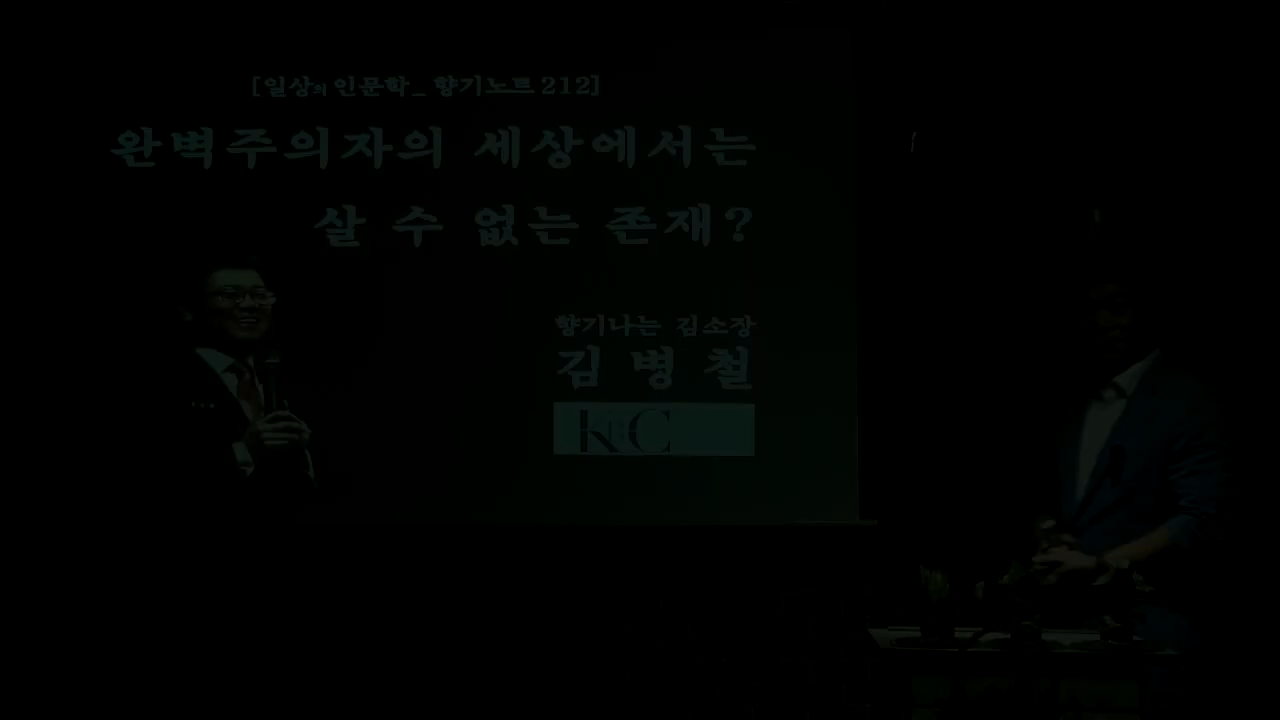 [일상의 인문학_ 향기노트 212]
완벽주의자의 세상에서는
살 수 없는 존재?
향기나는 김소장
김 병 철